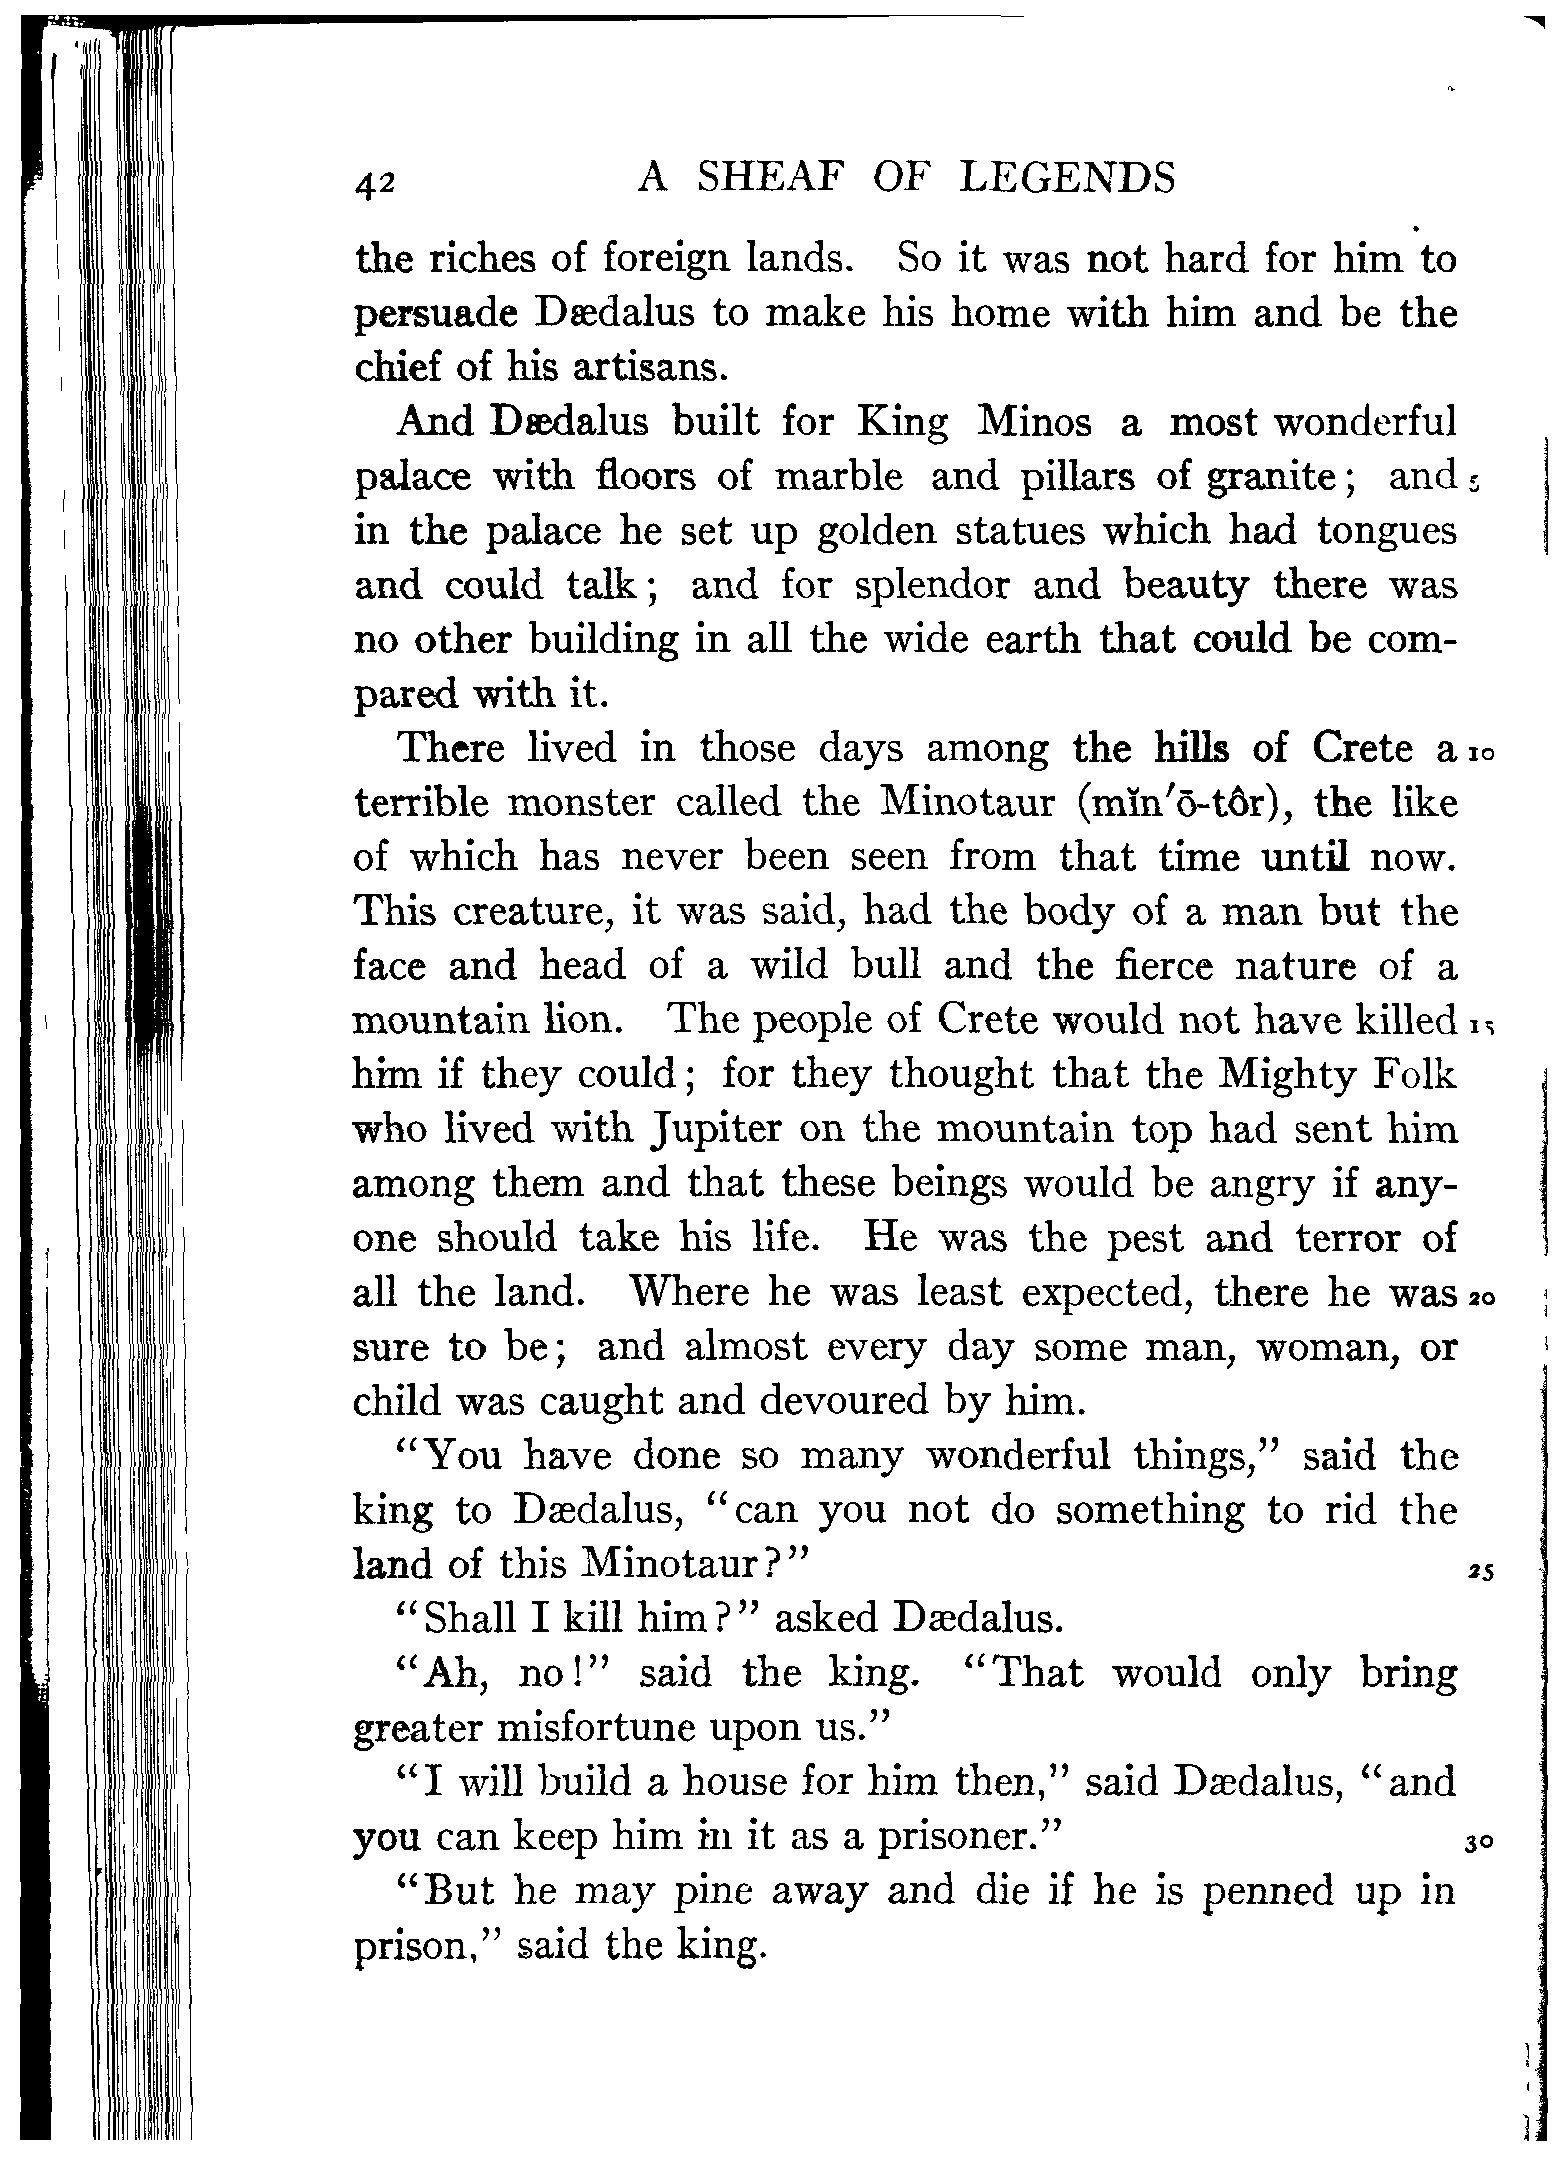 42 A SHEAF OF LEGENDS
the riches of foreign lands. So it was not hard for him to
persuade Dædalus to make his home with him and be the
chief of his artisans.
And Dædalus built for King Minos a most wonderful
palace with floors of marble and pillars of granite; and 5
in the palace he set up golden statues which had tongues
and could talk; and for splendor and beauty there was
no other building in all the wide earth that could be com-
pared with it.
There lived in those days among the hills of Crete a 10
terrible monster called the Minotaur (mĭn′ō-tôr), the like
of which has never been seen from that time until now.
This creature, it was said, had the body of a man but the
face and head of a wild bull and the fierce nature of a
mountain lion. The people of Crete would not have killed 15
him if they could; for they thought that the Mighty Folk
who lived with Jupiter on the mountain top had sent him
among them and that these beings would be angry if any-
one should take his life. He was the pest and terror of
all the land. Where he was least expected, there he was 20
sure to be; and almost every day some man, woman, or
child was caught and devoured by him.
"You have done so many wonderful things," said the
king to Dædalus, "can you not do something to rid the
land of this Minotaur?" 25
"Shall I kill him?" asked Dædalus.
"Ah, no!" said the king. "That would only bring
greater misfortune upon us."
"I will build a house for him then," said Dædalus, "and
you can keep him in it as a prisoner." 30
"But he may pine away and die if he is penned up in
prison," said the king.